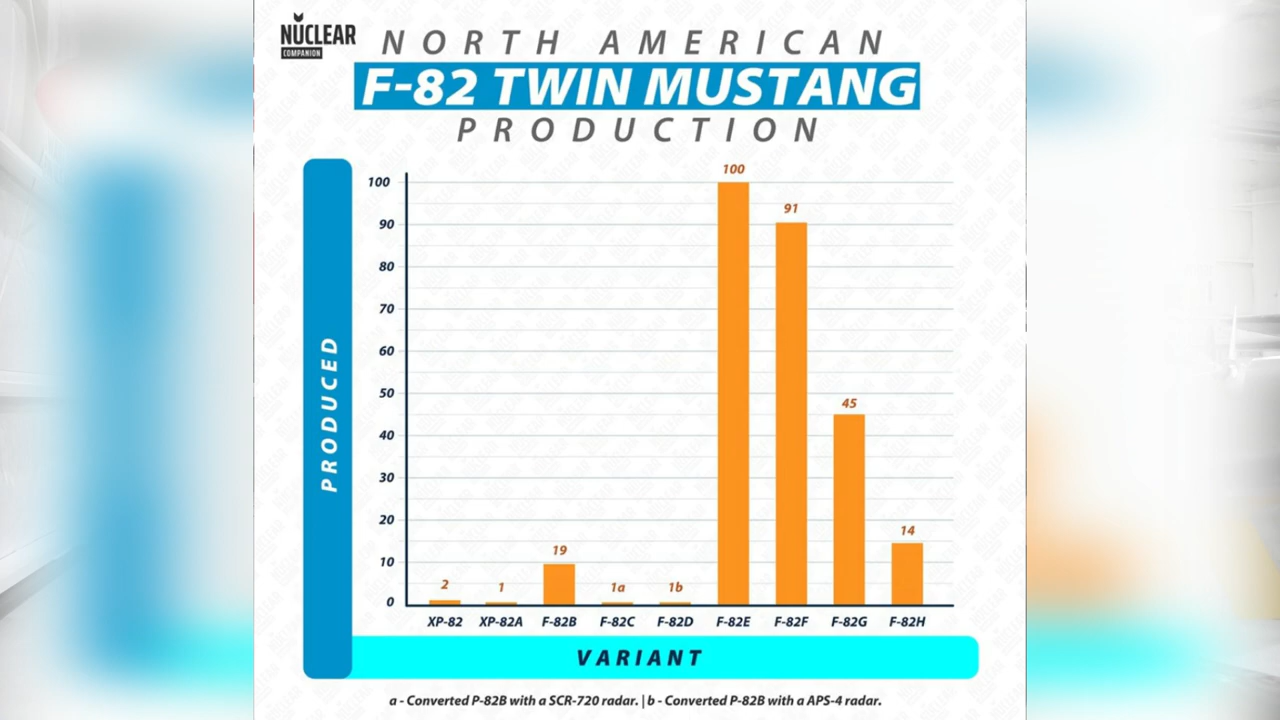 NUCLEAR
COMPANION
NORTH AMERICAN
F-82 TWIN MUSTANG
PRODUCTION
PRODUCED
100
90
80
70
60
50
40
30
20
10
0
2
1
19
1a
1b
100
91
45
14
XP-82 XP-82A F-82B F-82C F-82D F-82E F-82F F-82G F-82H
VARIANT
a - Converted P-82B with a SCR-720 radar. | b - Converted P-82B with a APS-4 radar.